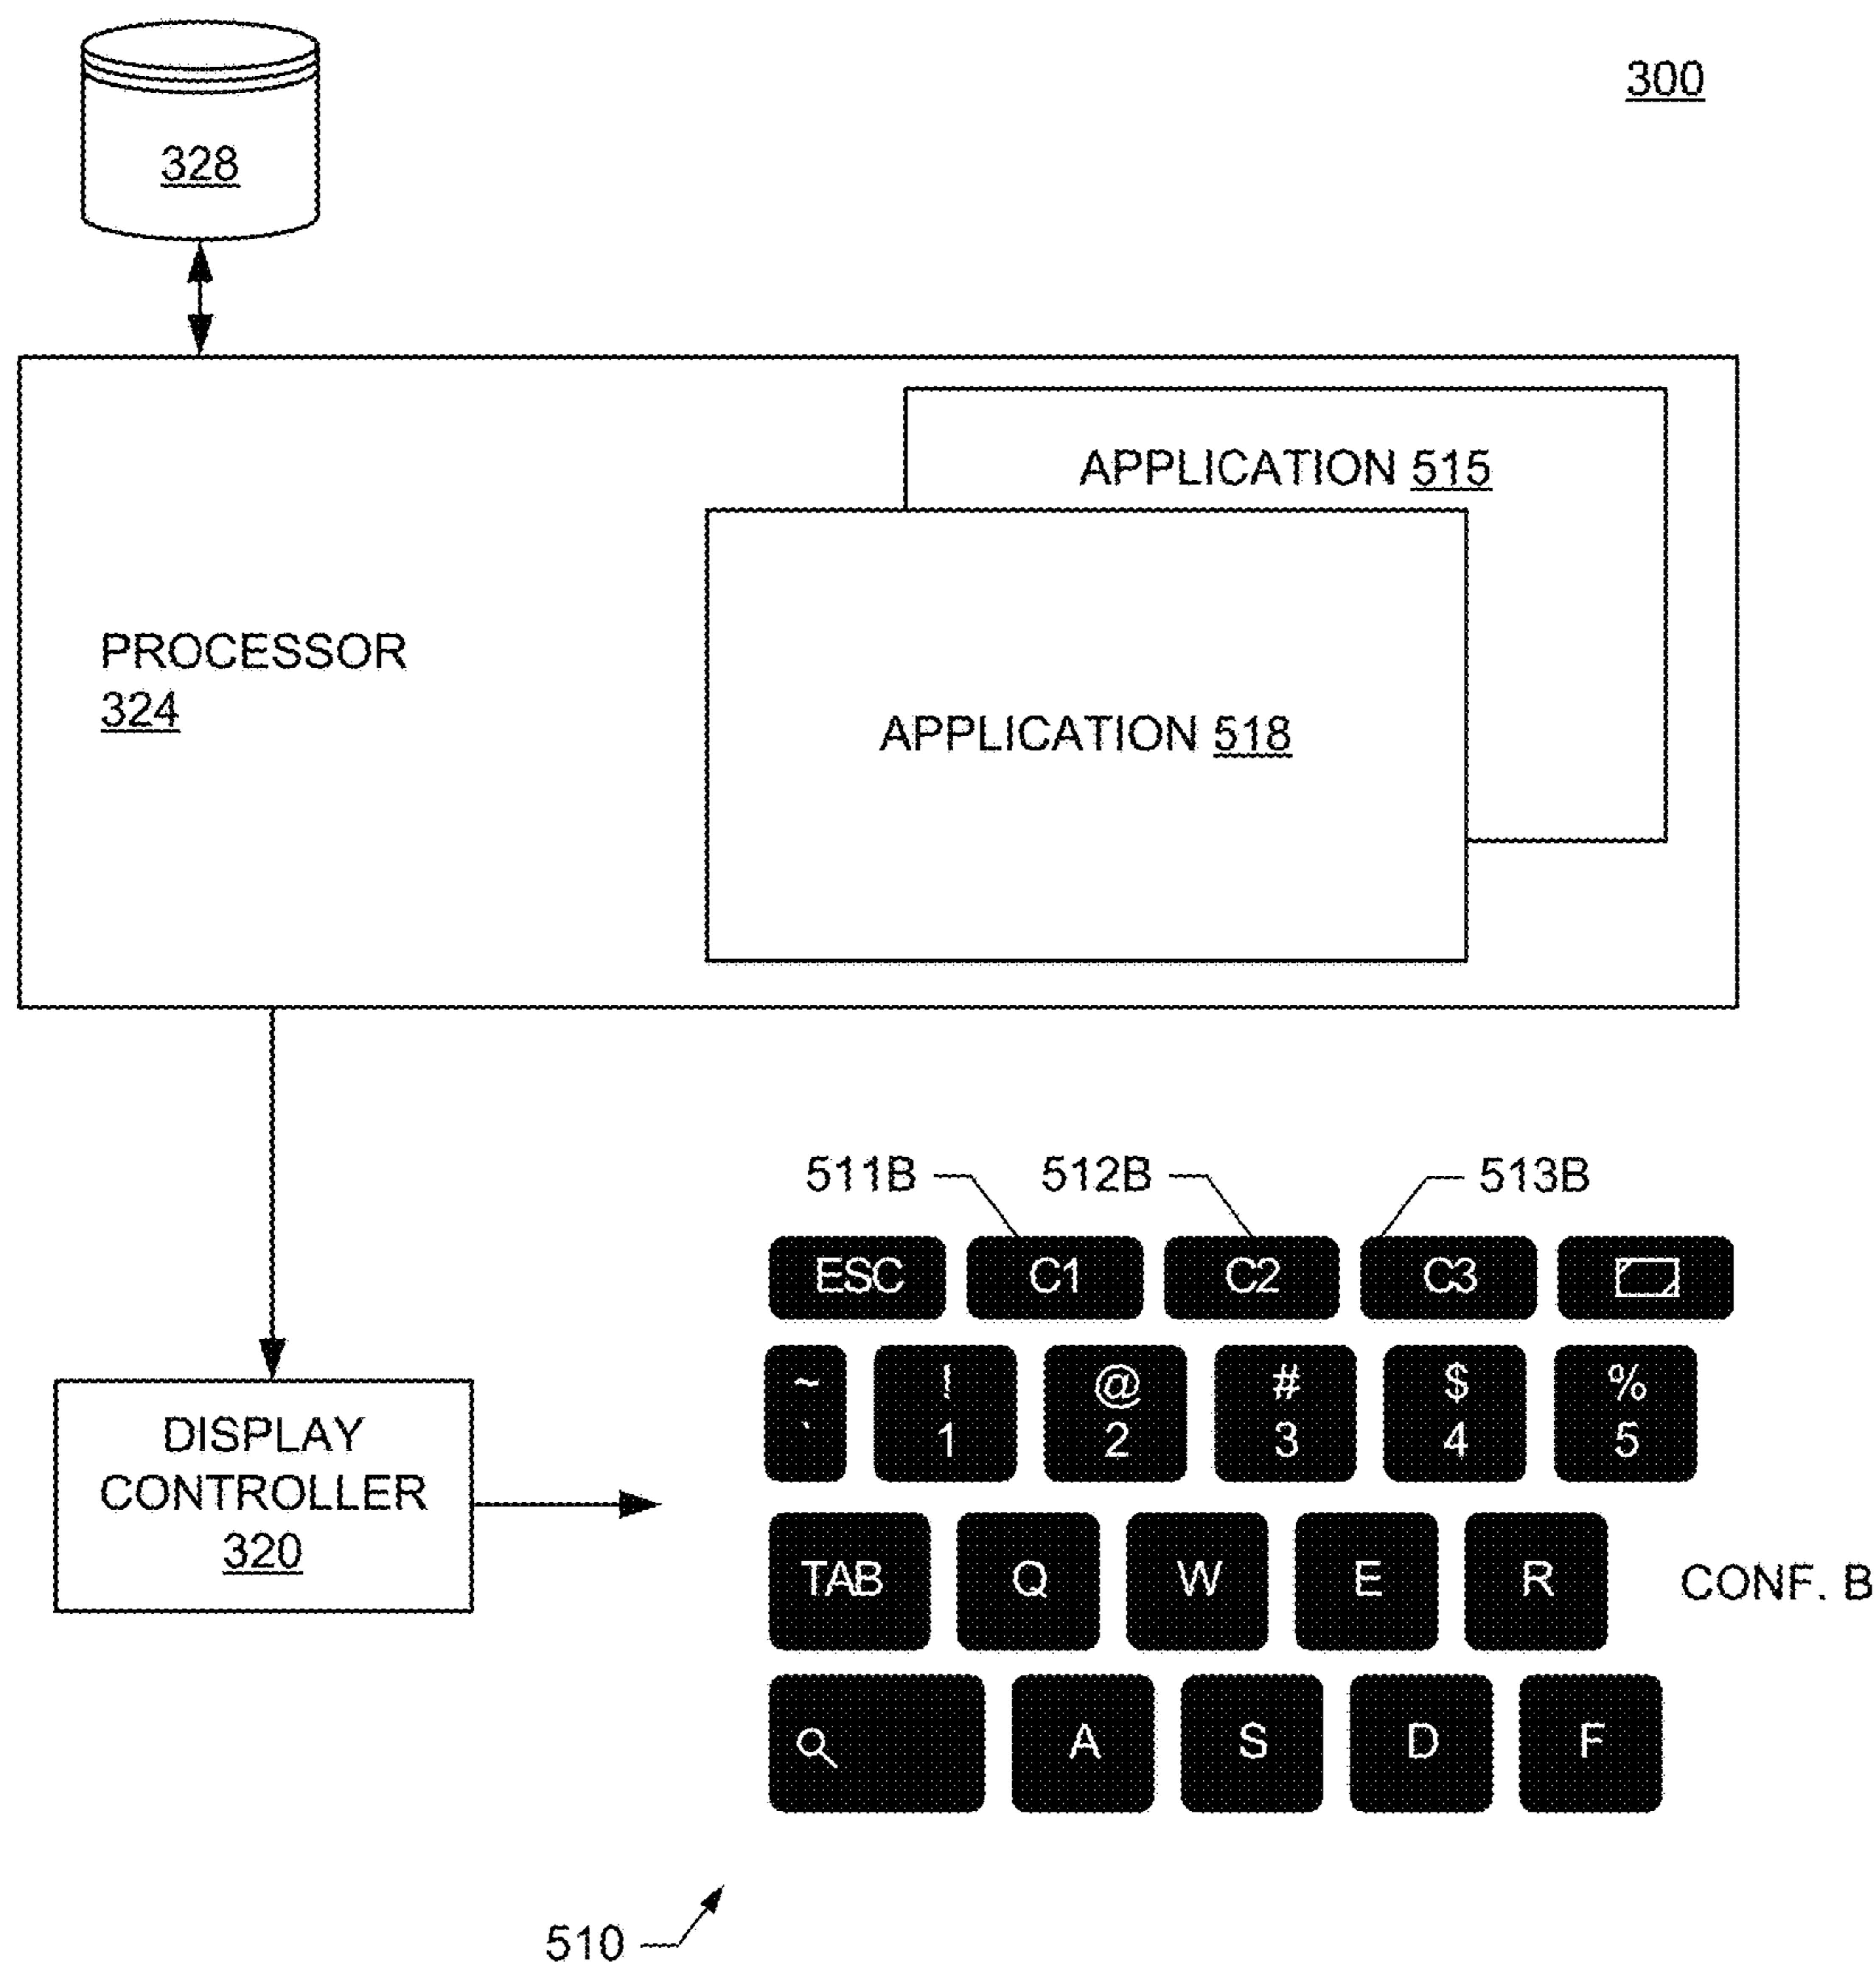 300
328
APPLICATION 515
PROCESSOR
324
APPLICATION 518
511B 512B 513B
ESC C1 C2 C3
~ ! @ # $ %
` 1 2 3 4 5
DISPLAY
CONTROLLER
320
TAB Q W E R
CONF. B
A S D F
510